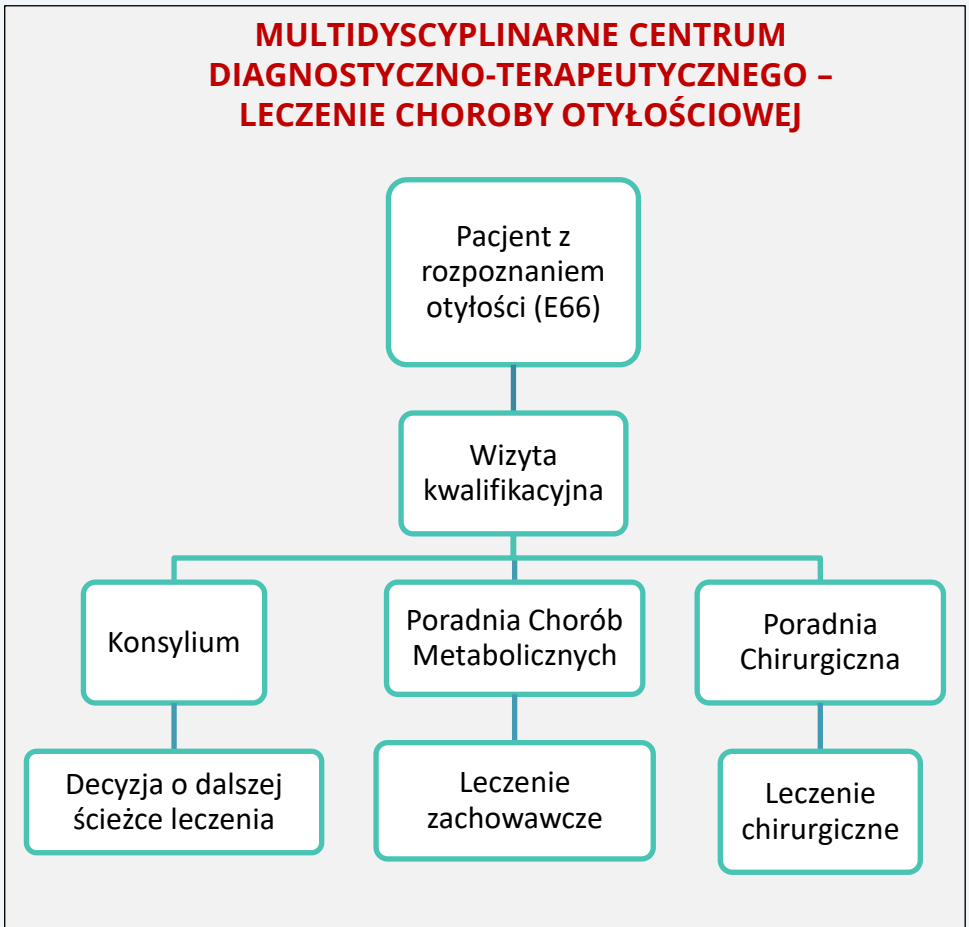 MULTIDYSCYPLINARNE CENTRUM
DIAGNOSTYCZNO-TERAPEUTYCZNEGO –
LECZENIE CHOROBY OTYŁOŚCIOWEJ
Pacjent z
rozpoznaniem
otyłości (E66)
Wizyta
kwalifikacyjna
Konsylium
Poradnia Chorób
Metabolicznych
Poradnia
Chirurgiczna
Decyzja o dalszej
ścieżce leczenia
Leczenie
zachowawcze
Leczenie
chirurgiczne